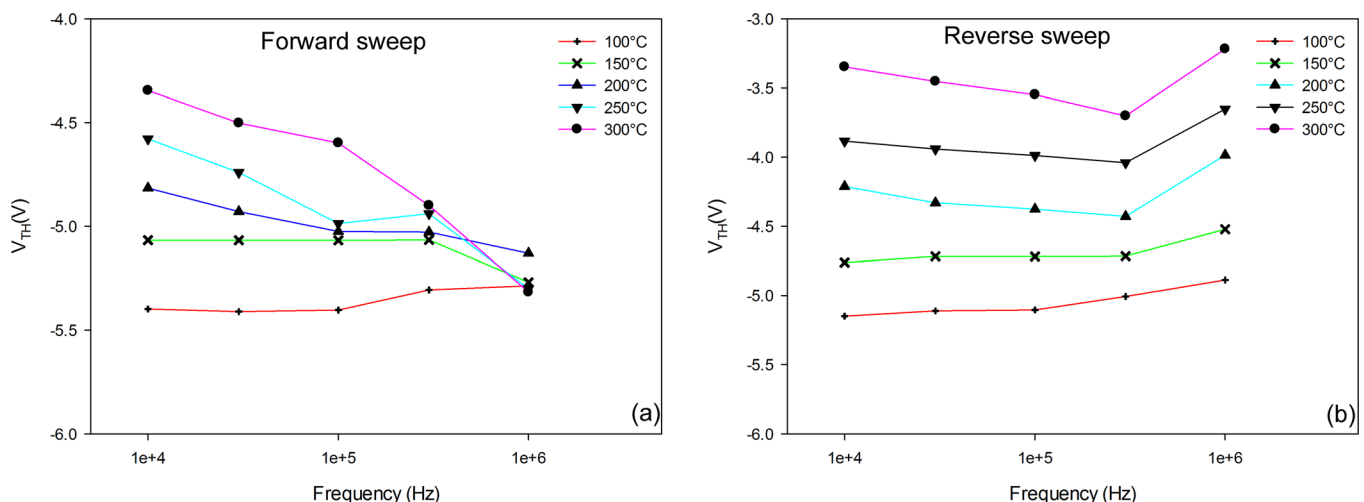 Forward sweep
100°C
150°C
200°C
250°C
300°C
-4.0
-4.5
-5.0
-5.5
-6.0
V_TH(V)
1e+4 1e+5 1e+6
Frequency (Hz)
(a)
Reverse sweep
100°C
150°C
200°C
250°C
300°C
-3.0
-3.5
-4.0
-4.5
-5.0
-5.5
-6.0
V_TH(V)
1e+4 1e+5 1e+6
Frequency (Hz)
(b)